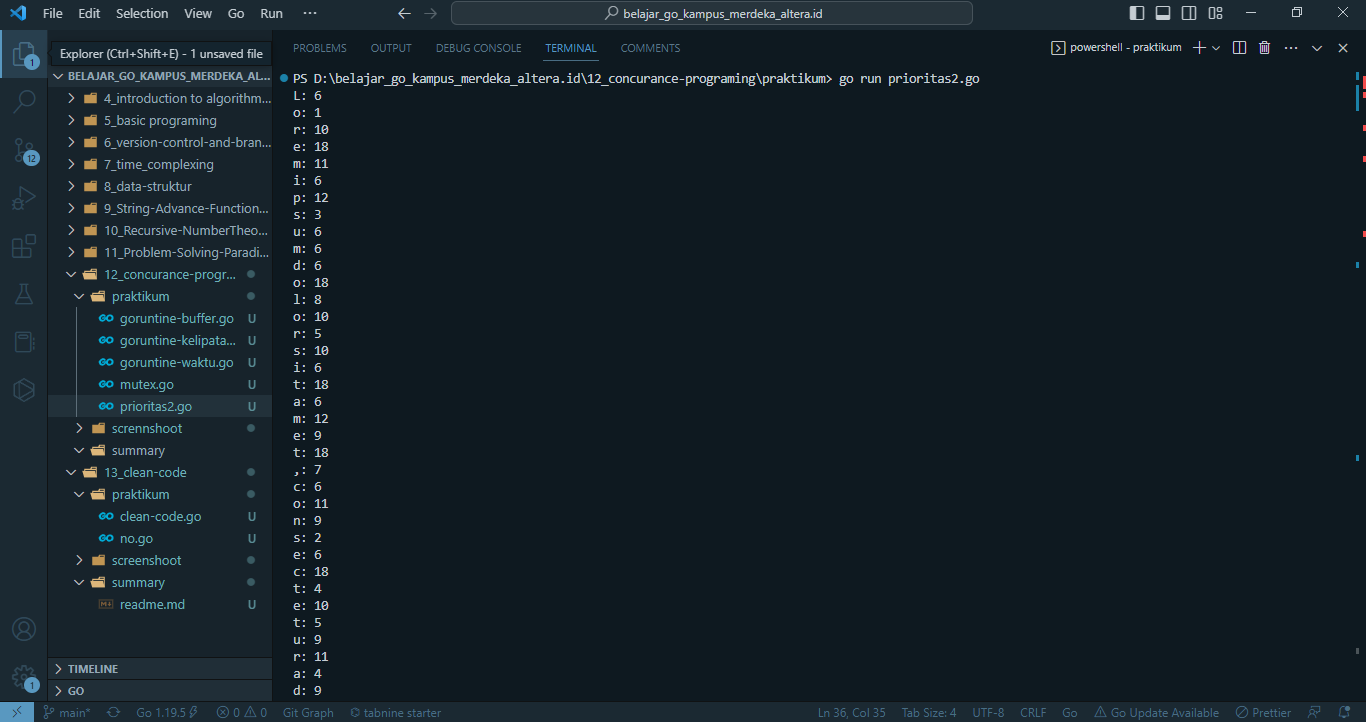 File Edit Selection View Go Run ··· belajar_go_kampus_merdeka_altera.id
Explorer (Ctrl+Shift+E) - 1 unsaved file
BELAJAR_GO_KAMPUS_MERDEKA_AL...
4_introduction to algorithm...
5_basic programing
6_version-control-and-bran...
7_time_complexing
8_data-struktur
9_String-Advance-Function...
10_Recursive-NumberTheo...
11_Problem-Solving-Paradi...
12_concurance-progr...
praktikum
goruntine-buffer.go U
goruntine-kelipata... U
goruntine-waktu.go U
mutex.go U
prioritas2.go U
scrennshoot
summary
13_clean-code
praktikum
clean-code.go U
no.go U
screenshoot
summary
readme.md U
TIMELINE
GO
1
12
1
PROBLEMS OUTPUT DEBUG CONSOLE TERMINAL COMMENTS
powershell - praktikum
PS D:\belajar_go_kampus_merdeka_altera.id\12_concurance-programing\praktikum> go run prioritas2.go
L: 6
o: 1
r: 10
e: 18
m: 11
i: 6
p: 12
s: 3
u: 6
m: 6
d: 6
o: 18
l: 8
o: 10
r: 5
s: 10
i: 6
t: 18
a: 6
m: 12
e: 9
t: 18
,: 7
c: 6
o: 11
n: 9
s: 2
e: 6
c: 18
t: 4
e: 10
t: 5
u: 9
r: 11
a: 4
d: 9
main* Go 1.19.5 0 0 Git Graph tabnine starter Ln 36, Col 35 Tab Size: 4 UTF-8 CRLF Go Go Update Available Prettier